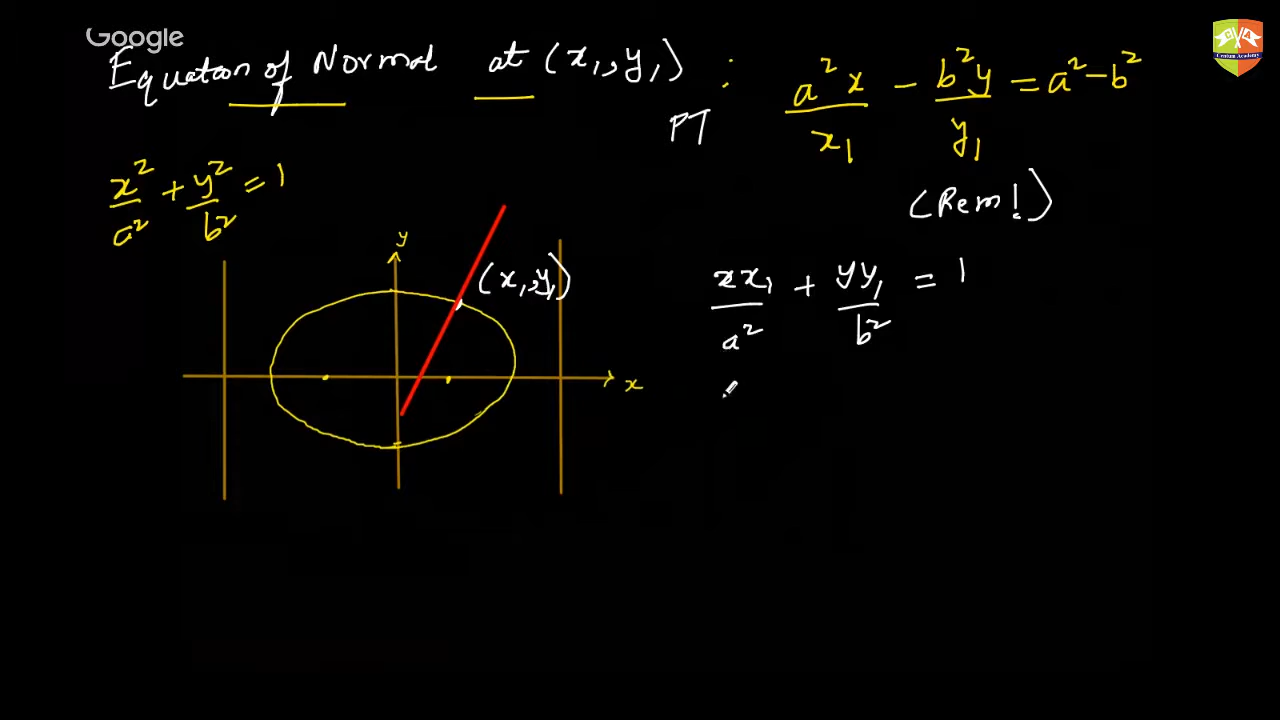 Google
Equation of Normal at (x₁, y₁) : a²x/x₁ − b²y/y₁ = a² − b²
PT
(Rem!)
x²/a² + y²/b² = 1
y
(x₁, y₁)
x
xx₁/a² + yy₁/b² = 1